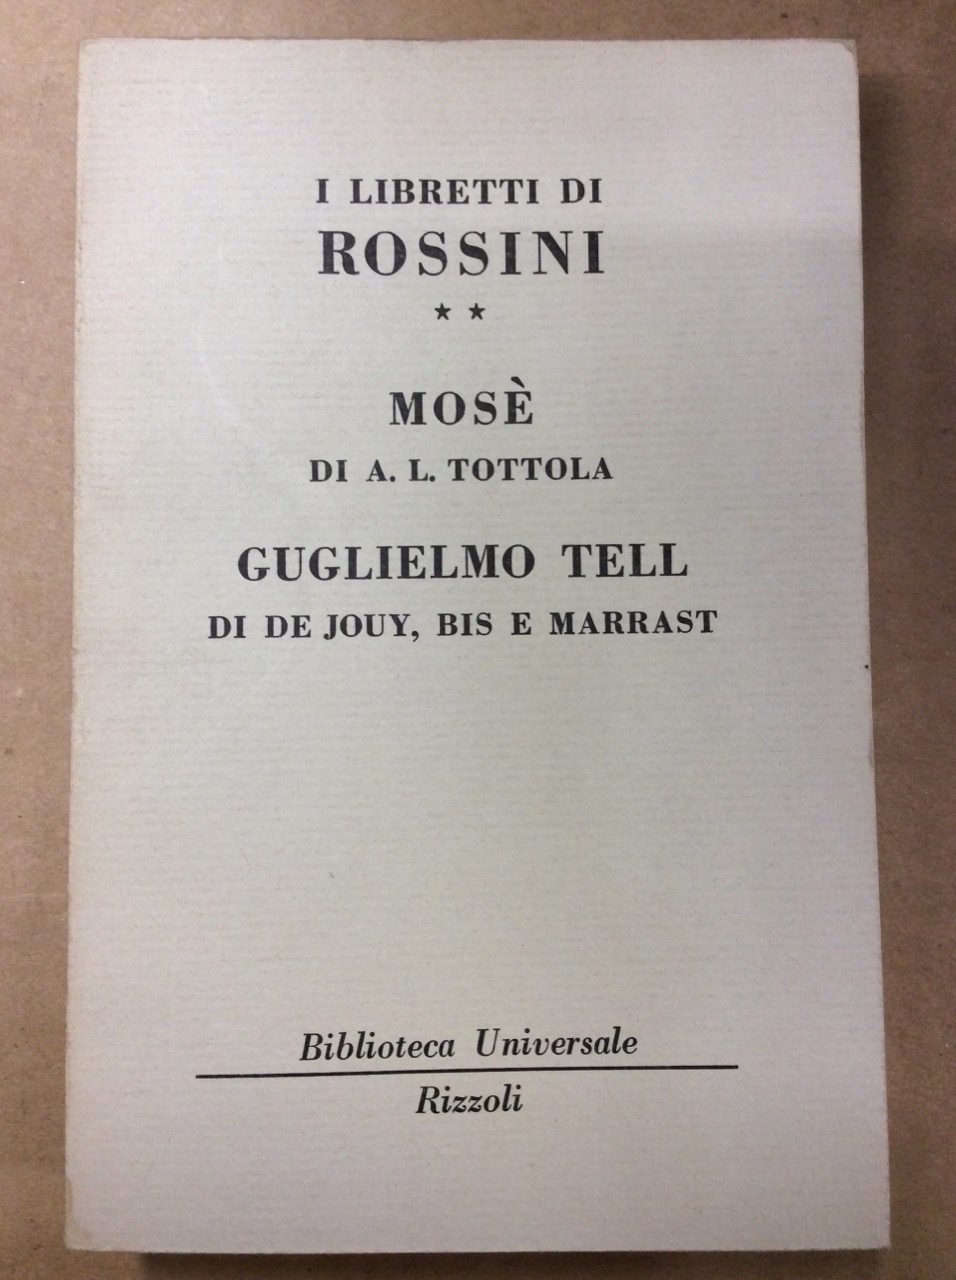 I LIBRETTI DI
ROSSINI
★ ★
MOSÈ
DI A. L. TOTTOLA
GUGLIELMO TELL
DI DE JOUY, BIS E MARRAST
Biblioteca Universale
Rizzoli